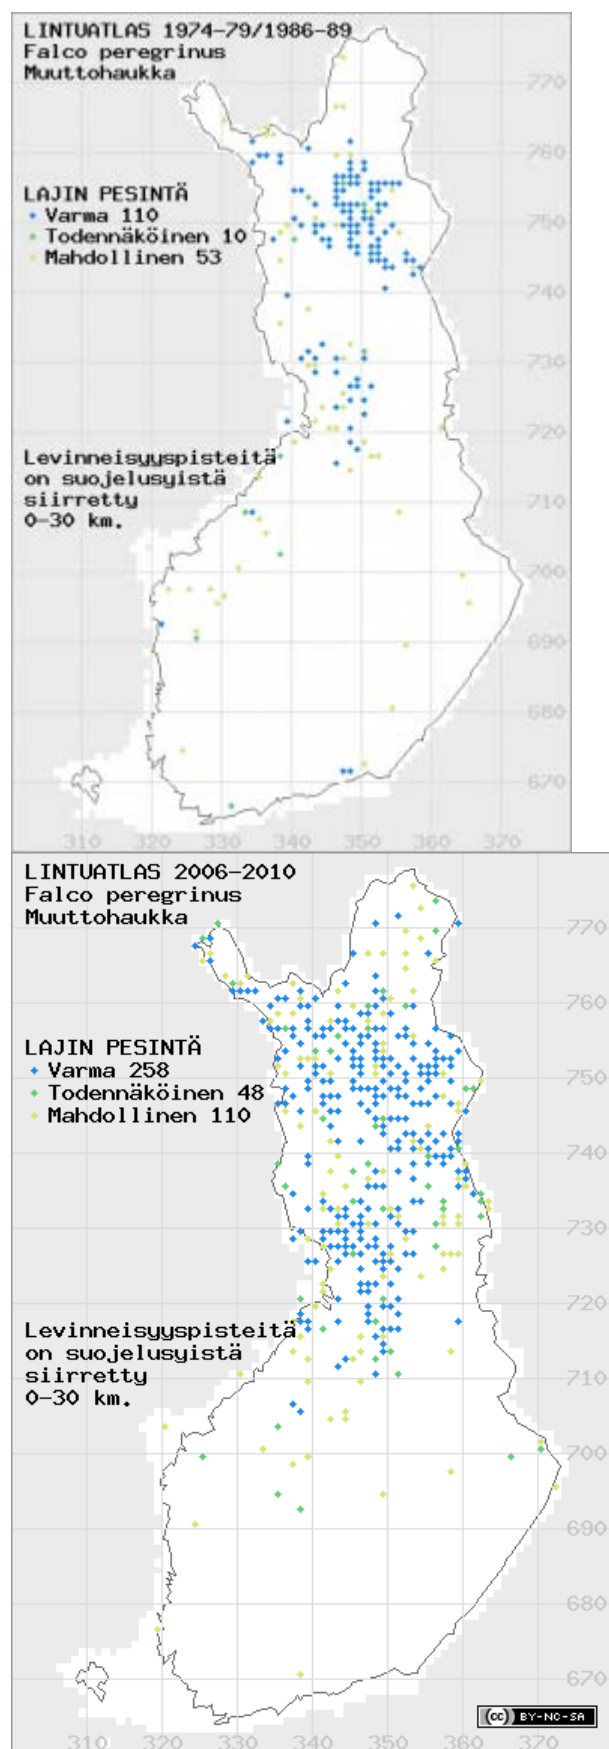 LINTUATLAS 1974-79/1986-89
Falco peregrinus
Muuttohaukka
770
760
LAJIN PESINTÄ
Varma 110
Todennäköinen 10
Mahdollinen 53
750
740
730
720
Levinneisyyspisteitä
on suojelusyistä
siirretty
0-30 km.
710
700
690
680
670
310 320 330 340 350 360 370
LINTUATLAS 2006-2010
Falco peregrinus
Muuttohaukka
770
760
LAJIN PESINTÄ
Varma 258
Todennäköinen 48
Mahdollinen 110
750
740
730
720
Levinneisyyspisteitä
on suojelusyistä
siirretty
0-30 km.
710
700
690
680
670
(cc) BY-NC-SA
310 320 330 340 350 360 370